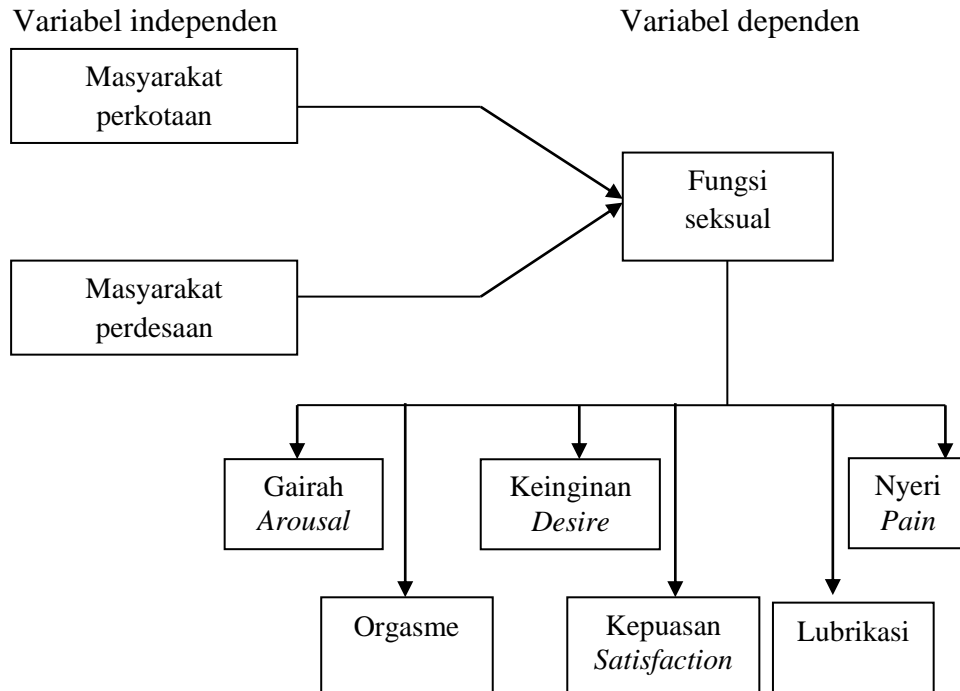 Variabel independen
Variabel dependen
Masyarakat
perkotaan
Fungsi
seksual
Masyarakat
perdesaan
Gairah
Arousal
Keinginan
Desire
Nyeri
Pain
Orgasme
Kepuasan
Satisfaction
Lubrikasi